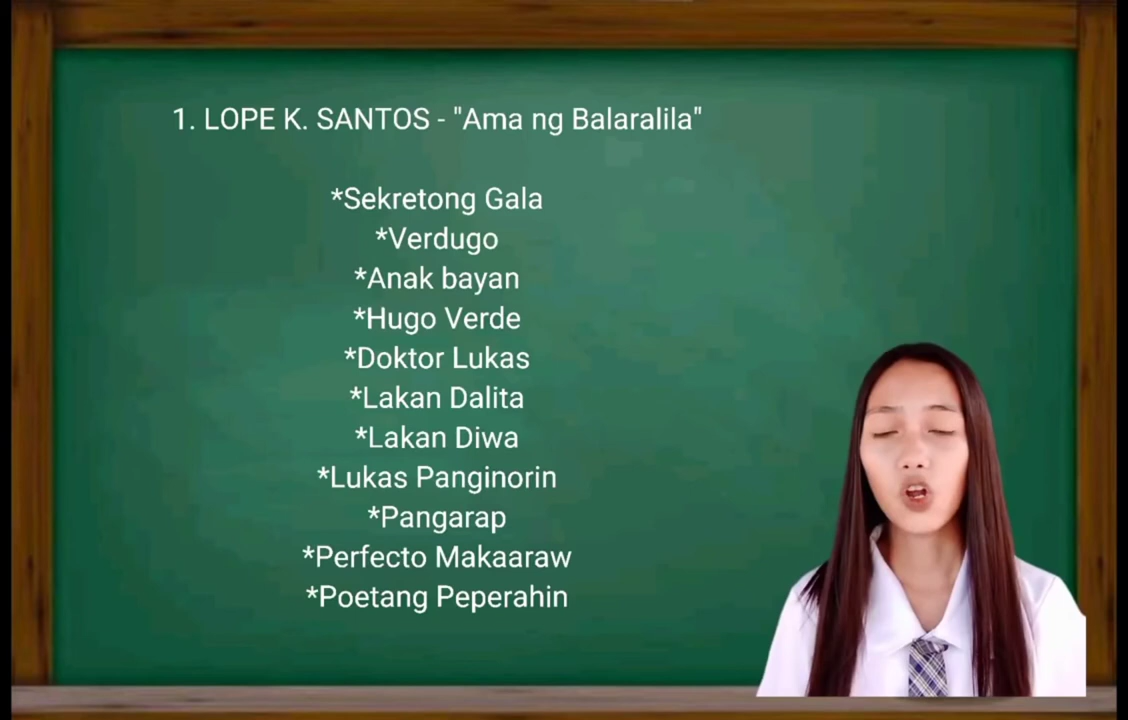 1. LOPE K. SANTOS - "Ama ng Balaralila"
*Sekretong Gala
*Verdugo
*Anak bayan
*Hugo Verde
*Doktor Lukas
*Lakan Dalita
*Lakan Diwa
*Lukas Panginorin
*Pangarap
*Perfecto Makaaraw
*Poetang Peperahin